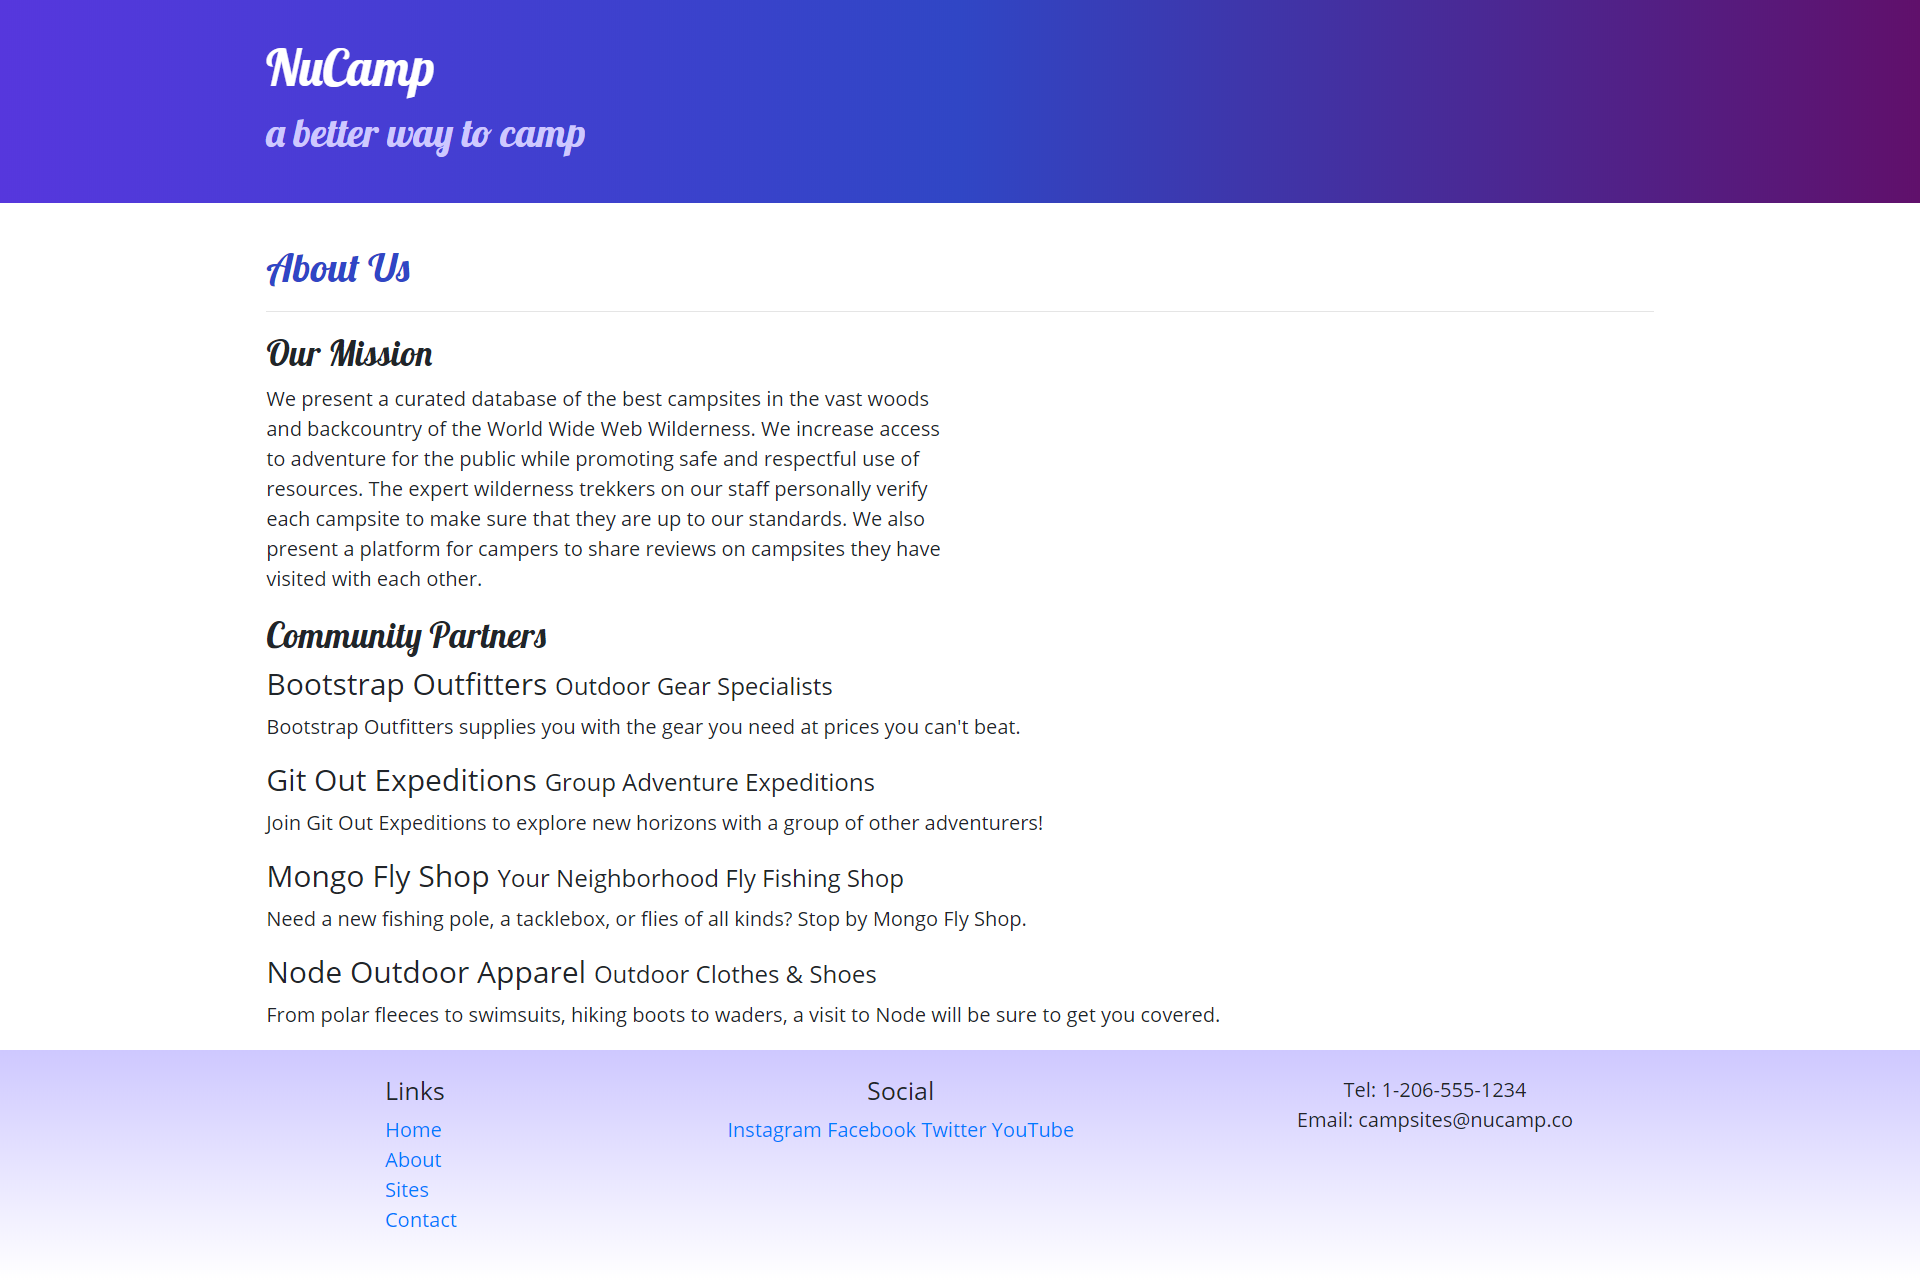 NuCamp
a better way to camp
About Us
Our Mission
We present a curated database of the best campsites in the vast woods
and backcountry of the World Wide Web Wilderness. We increase access
to adventure for the public while promoting safe and respectful use of
resources. The expert wilderness trekkers on our staff personally verify
each campsite to make sure that they are up to our standards. We also
present a platform for campers to share reviews on campsites they have
visited with each other.
Community Partners
Bootstrap Outfitters Outdoor Gear Specialists
Bootstrap Outfitters supplies you with the gear you need at prices you can't beat.
Git Out Expeditions Group Adventure Expeditions
Join Git Out Expeditions to explore new horizons with a group of other adventurers!
Mongo Fly Shop Your Neighborhood Fly Fishing Shop
Need a new fishing pole, a tacklebox, or flies of all kinds? Stop by Mongo Fly Shop.
Node Outdoor Apparel Outdoor Clothes & Shoes
From polar fleeces to swimsuits, hiking boots to waders, a visit to Node will be sure to get you covered.
Links
Home
About
Sites
Contact
Social
Instagram Facebook Twitter YouTube
Tel: 1-206-555-1234
Email: campsites@nucamp.co